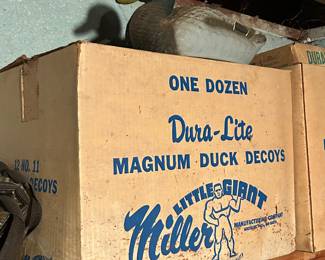 ONE DOZEN
Dura-Lite
MAGNUM DUCK DECOYS
LITTLE GIANT
Miller
MANUFACTURING COMPANY
12 NO. 11
DECOYS
DURA